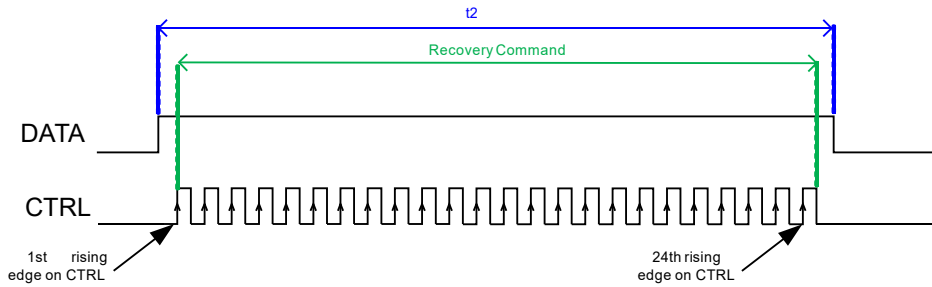 t2
Recovery Command
DATA
CTRL
1st rising
edge on CTRL
24th rising
edge on CTRL